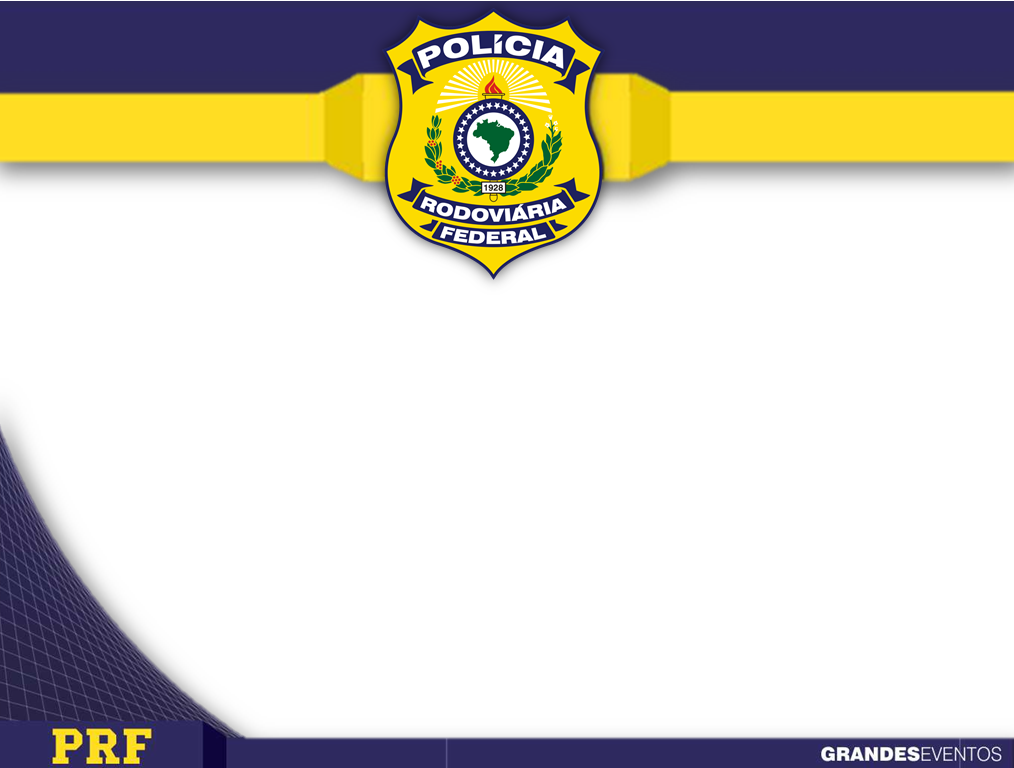 POLÍCIA
1928
RODOVIÁRIA
FEDERAL
PRF
GRANDESEVENTOS